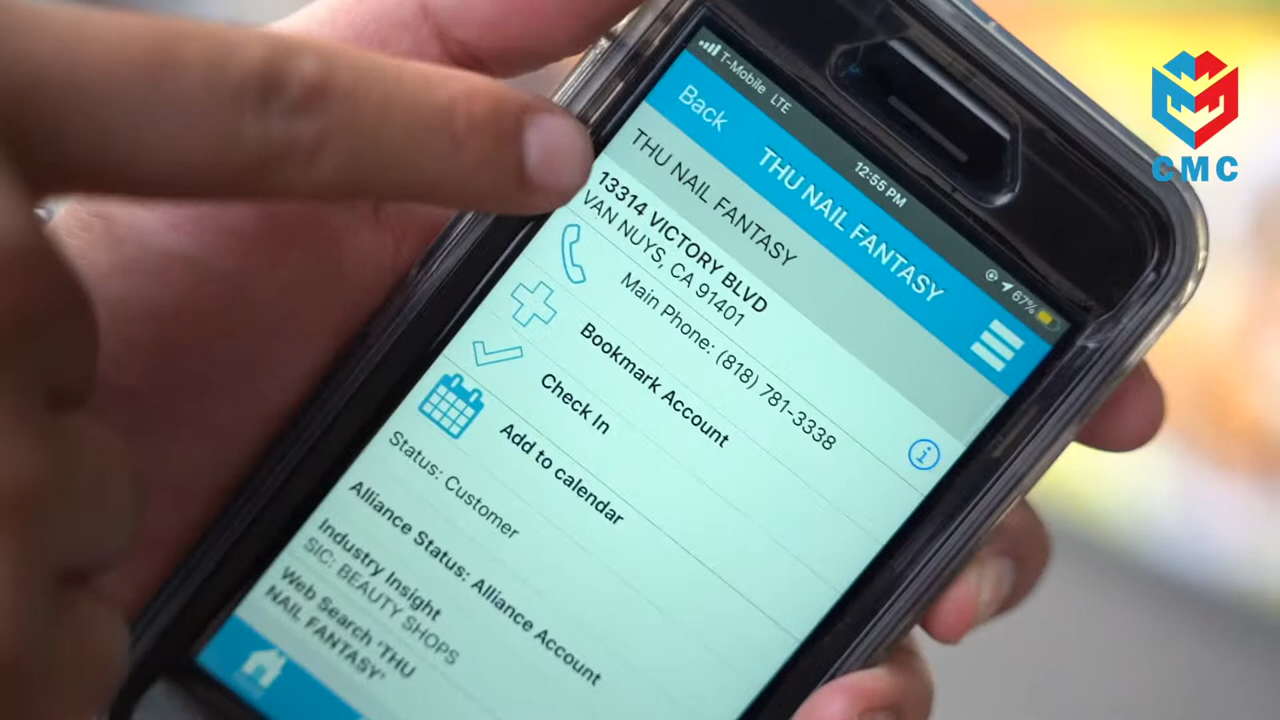 T-Mobile LTE
12:55 PM
67%
Back
THU NAIL FANTASY
THU NAIL FANTASY
13314 VICTORY BLVD
VAN NUYS, CA 91401
Main Phone: (818) 781-3338
Bookmark Account
Check In
Add to calendar
Status: Customer
Alliance Status: Alliance Account
Industry Insight
SIC: BEAUTY SHOPS
Web Search 'THU
NAIL FANTASY'
CMC